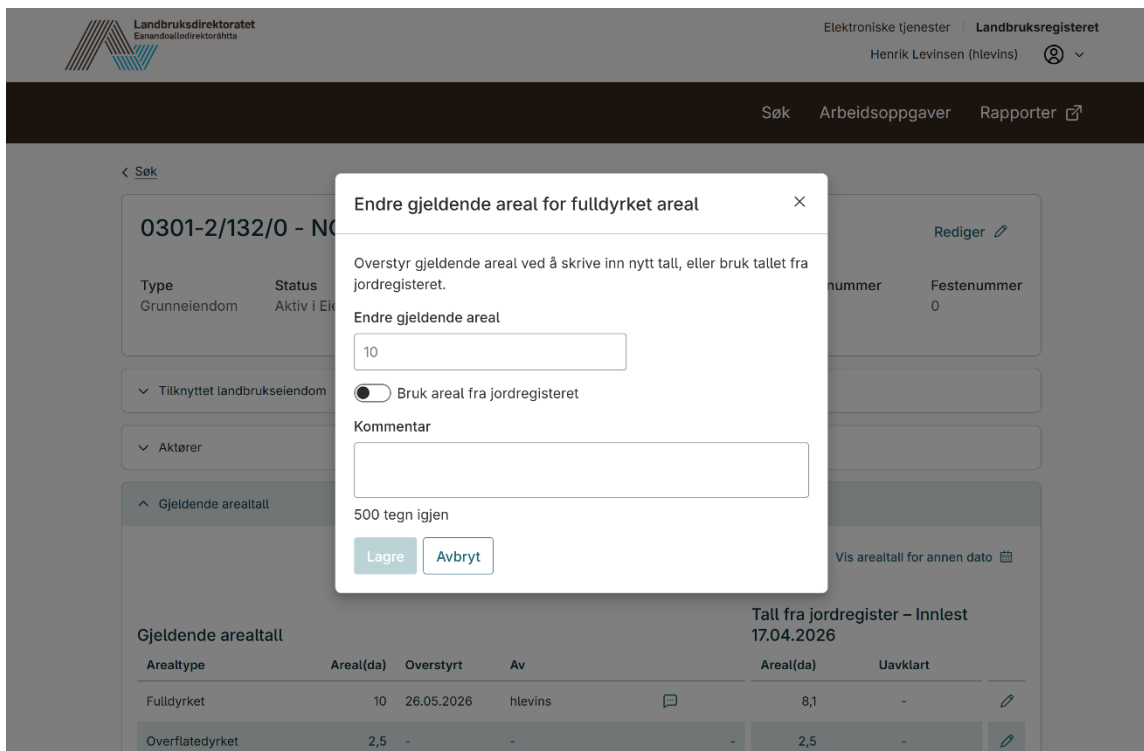 Landbruksdirektoratet
Eanandoallodirektoráhtta
Elektroniske tjenester
Landbruksregisteret
Henrik Levinsen (hlevins)
Søk
Arbeidsoppgaver
Rapporter
Søk
0301-2/132/0 - NO
Rediger
Type
Status
nummer
Festenummer
Grunneiendom
Aktiv i Eie
0
Tilknyttet landbrukseiendom
Aktører
Gjeldende arealtall
Endre gjeldende areal for fulldyrket areal
Overstyr gjeldende areal ved å skrive inn nytt tall, eller bruk tallet fra
jordregisteret.
Endre gjeldende areal
10
Bruk areal fra jordregisteret
Kommentar
500 tegn igjen
Lagre
Avbryt
Vis arealtall for annen dato
Gjeldende arealtall
Tall fra jordregister – Innlest
17.04.2026
Arealtype Areal(da) Overstyrt Av Areal(da) Uavklart
Fulldyrket 10 26.05.2026 hlevins 8,1 -
Overflatedyrket 2,5 - - - 2,5 -